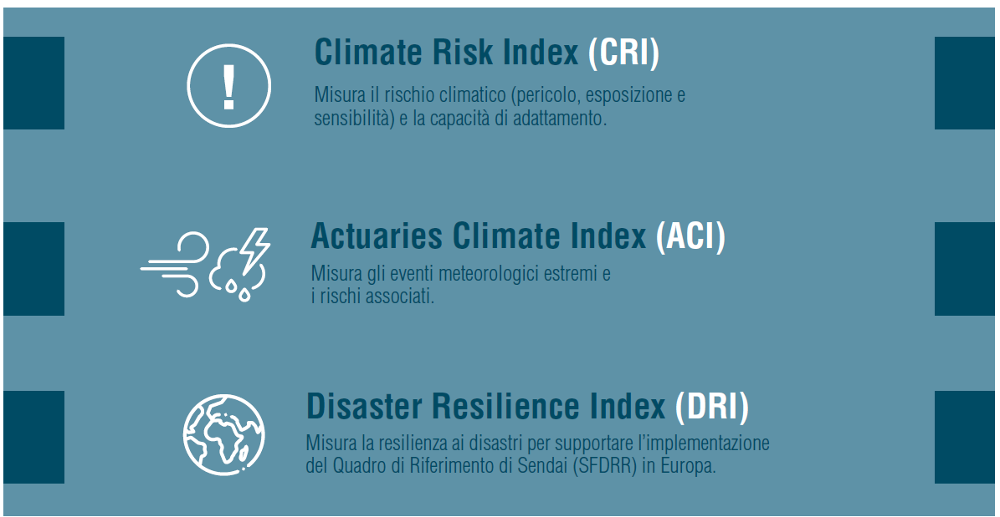 Climate Risk Index (CRI)
Misura il rischio climatico (pericolo, esposizione e
sensibilità) e la capacità di adattamento.
Actuaries Climate Index (ACI)
Misura gli eventi meteorologici estremi e
i rischi associati.
Disaster Resilience Index (DRI)
Misura la resilienza ai disastri per supportare l’implementazione
del Quadro di Riferimento di Sendai (SFDRR) in Europa.